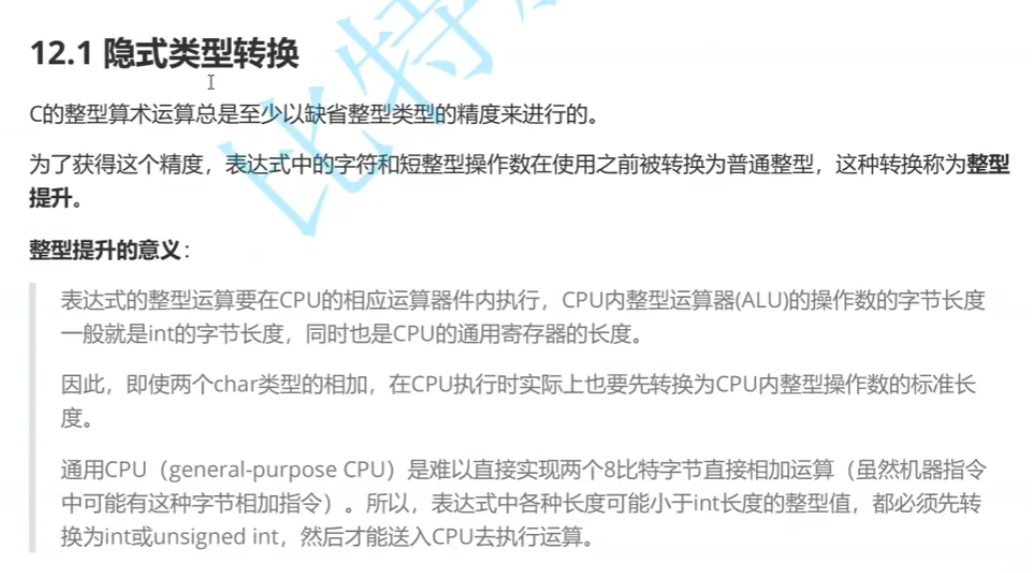 12.1 隐式类型转换
C的整型算术运算总是至少以缺省整型类型的精度来进行的。
为了获得这个精度，表达式中的字符和短整型操作数在使用之前被转换为普通整型，这种转换称为整型
提升。
整型提升的意义：
表达式的整型运算要在CPU的相应运算器件内执行，CPU内整型运算器(ALU)的操作数的字节长度
一般就是int的字节长度，同时也是CPU的通用寄存器的长度。
因此，即使两个char类型的相加，在CPU执行时实际上也要先转换为CPU内整型操作数的标准长
度。
通用CPU（general-purpose CPU）是难以直接实现两个8比特字节直接相加运算（虽然机器指令
中可能有这种字节相加指令）。所以，表达式中各种长度可能小于int长度的整型值，都必须先转
换为int或unsigned int，然后才能送入CPU去执行运算。
比特